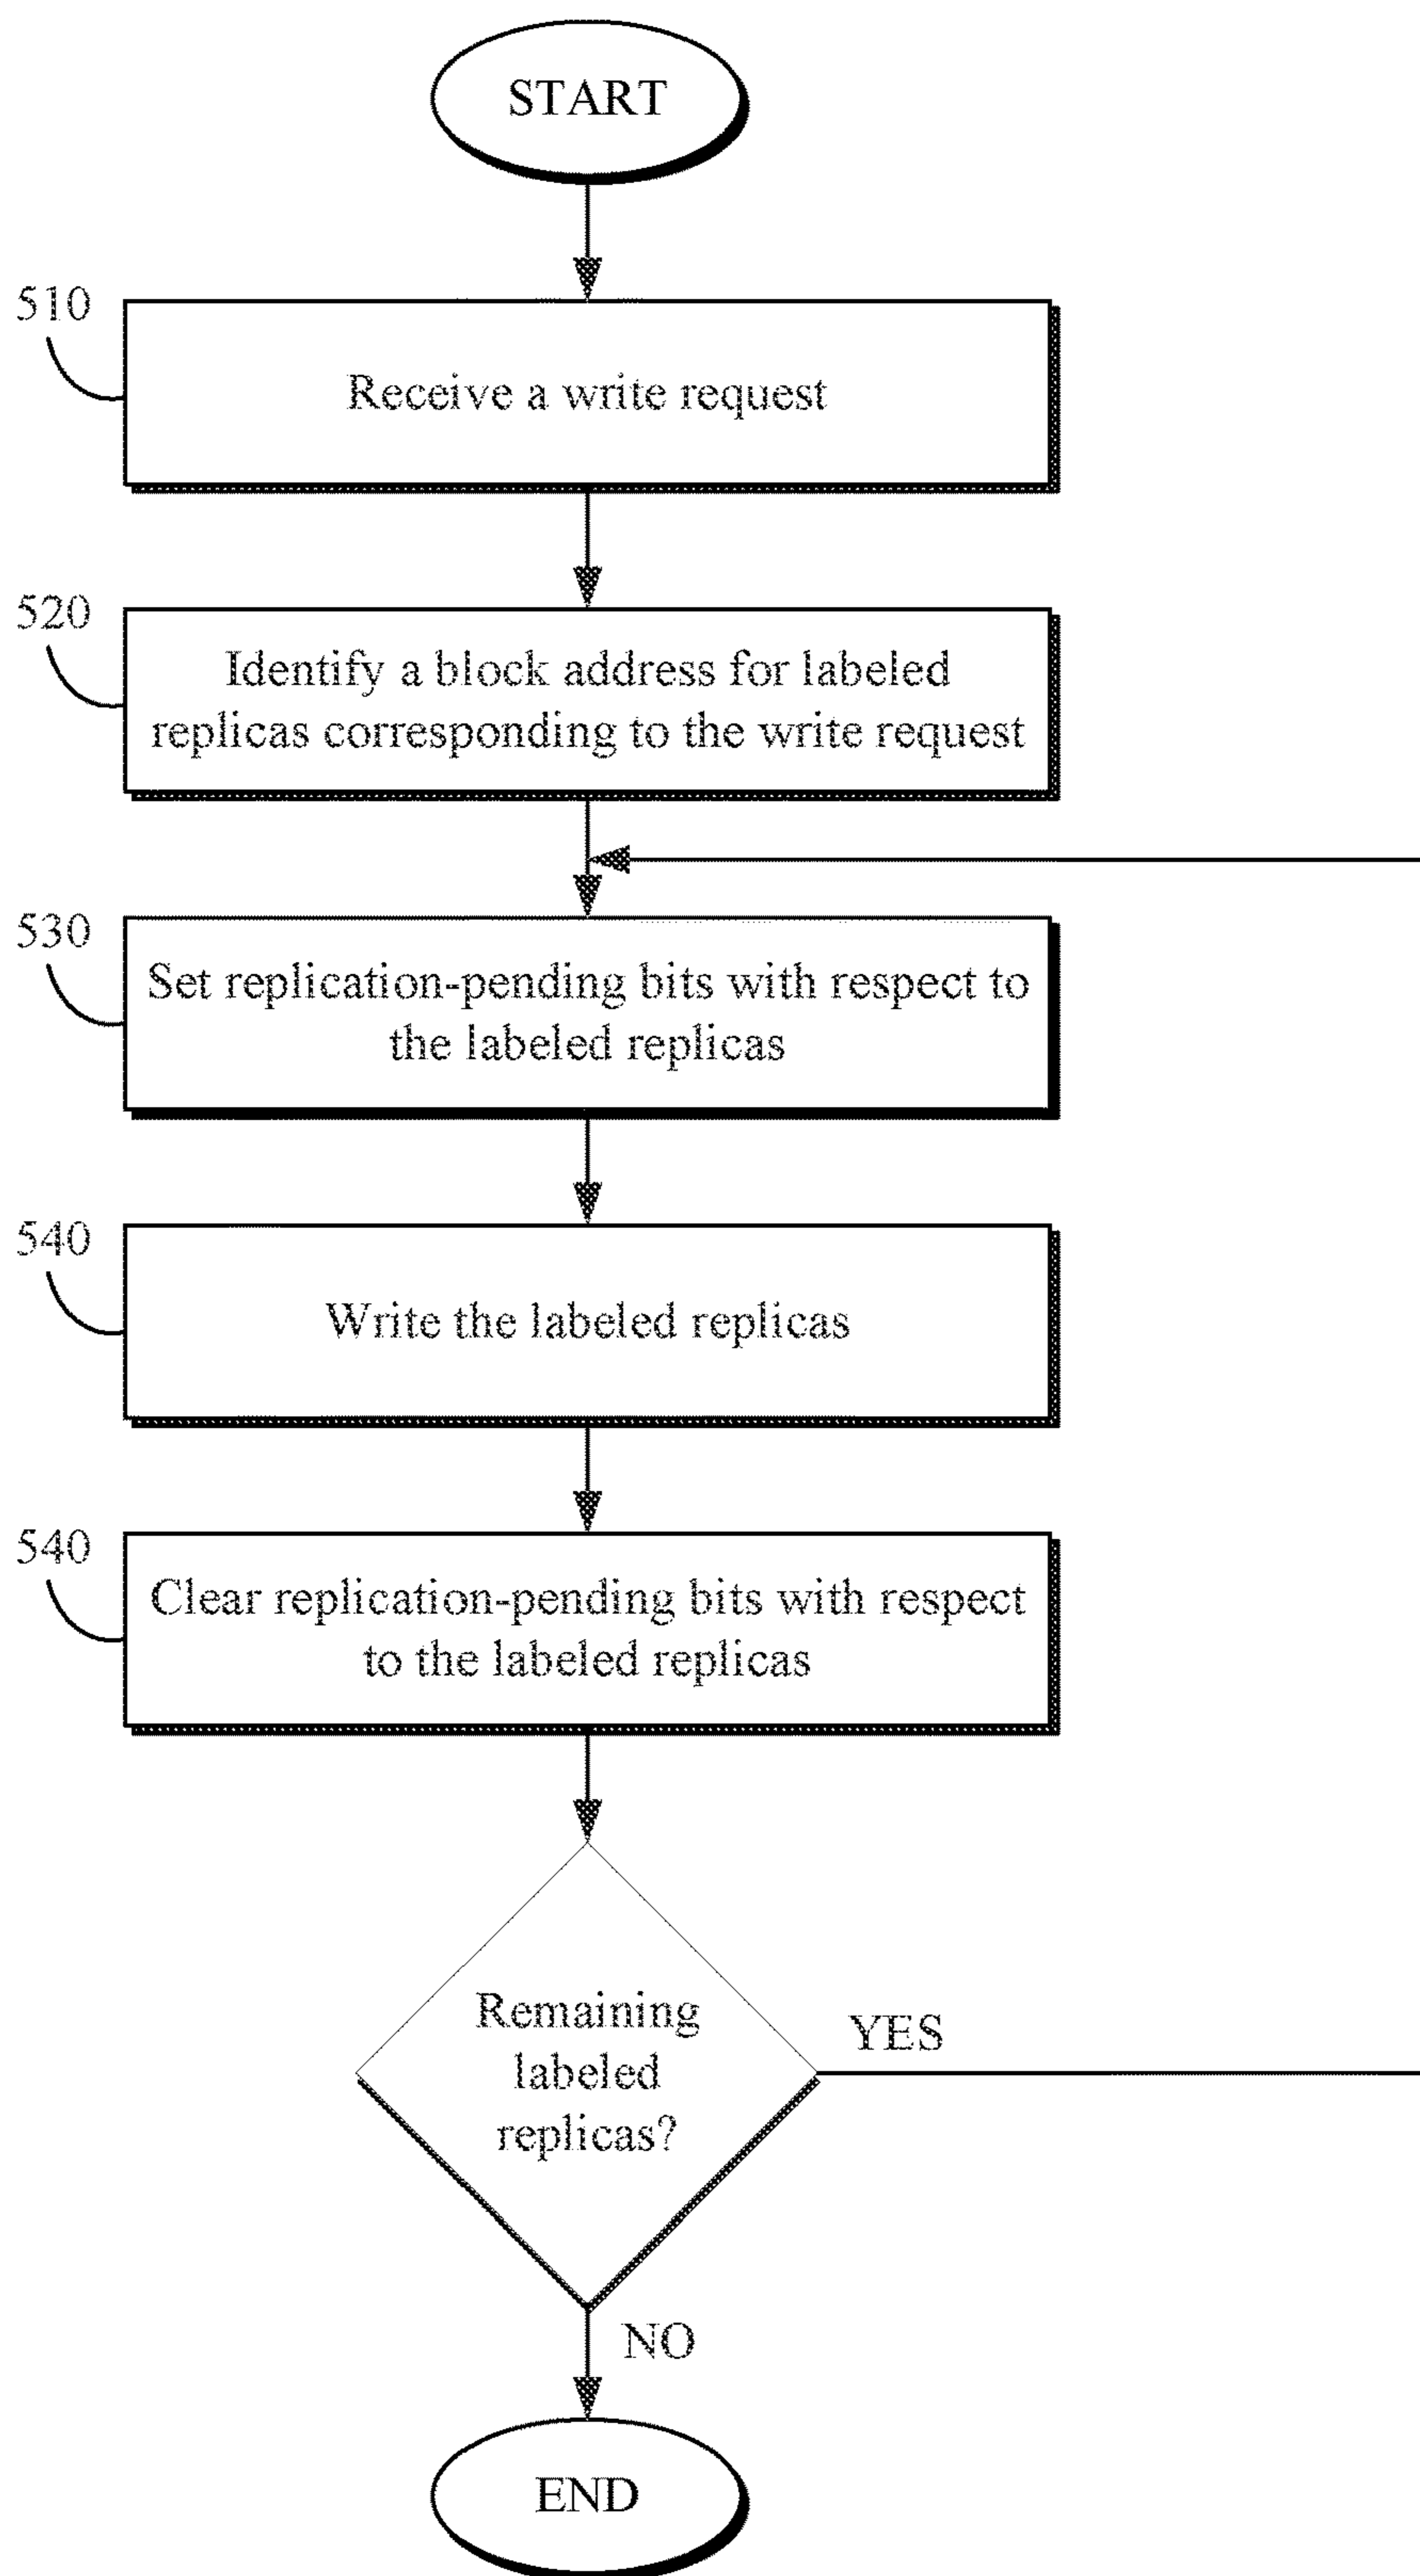 START
510
Receive a write request
520
Identify a block address for labeled
replicas corresponding to the write request
530
Set replication-pending bits with respect to
the labeled replicas
540
Write the labeled replicas
540
Clear replication-pending bits with respect
to the labeled replicas
Remaining
labeled
replicas?
YES
NO
END